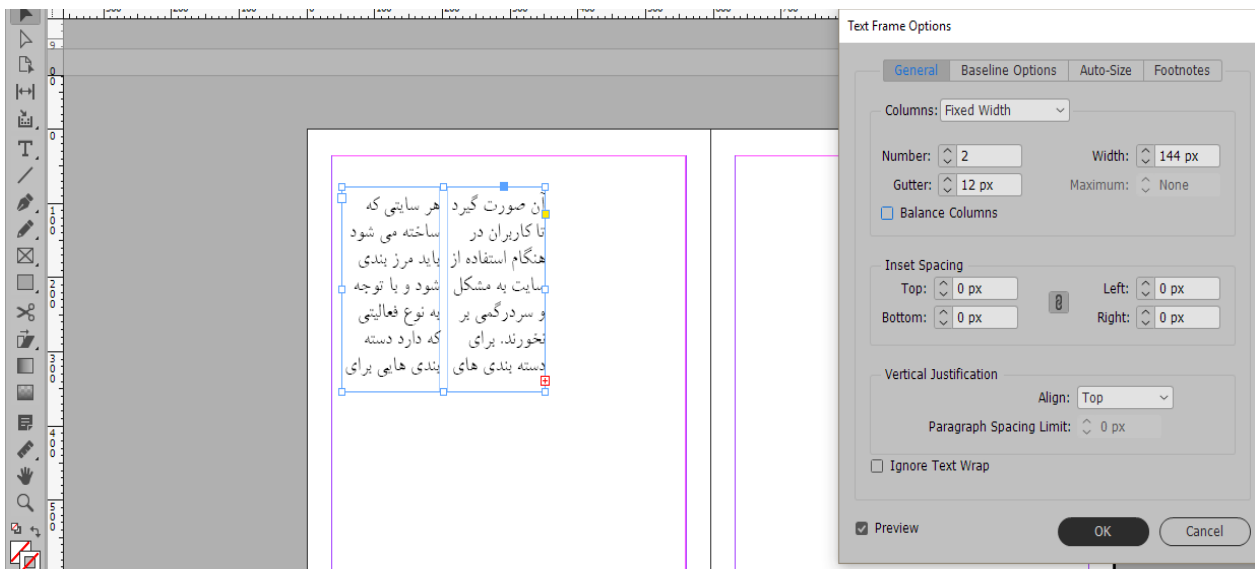 هر سایتی که
ساخته می شود
باید مرز بندی
شود و با توجه
به نوع فعالیتی
که دارد دسته
بندی هایی برای
آن صورت گیرد
تا کاربران در
هنگام استفاده از
سایت به مشکل
و سردرگمی بر
نخورند. برای
دسته بندی های
Text Frame Options
General Baseline Options Auto-Size Footnotes
Columns: Fixed Width
Number: 2 Width: 144 px
Gutter: 12 px Maximum: None
Balance Columns
Inset Spacing
Top: 0 px Left: 0 px
Bottom: 0 px Right: 0 px
Vertical Justification
Align: Top
Paragraph Spacing Limit: 0 px
Ignore Text Wrap
Preview OK Cancel